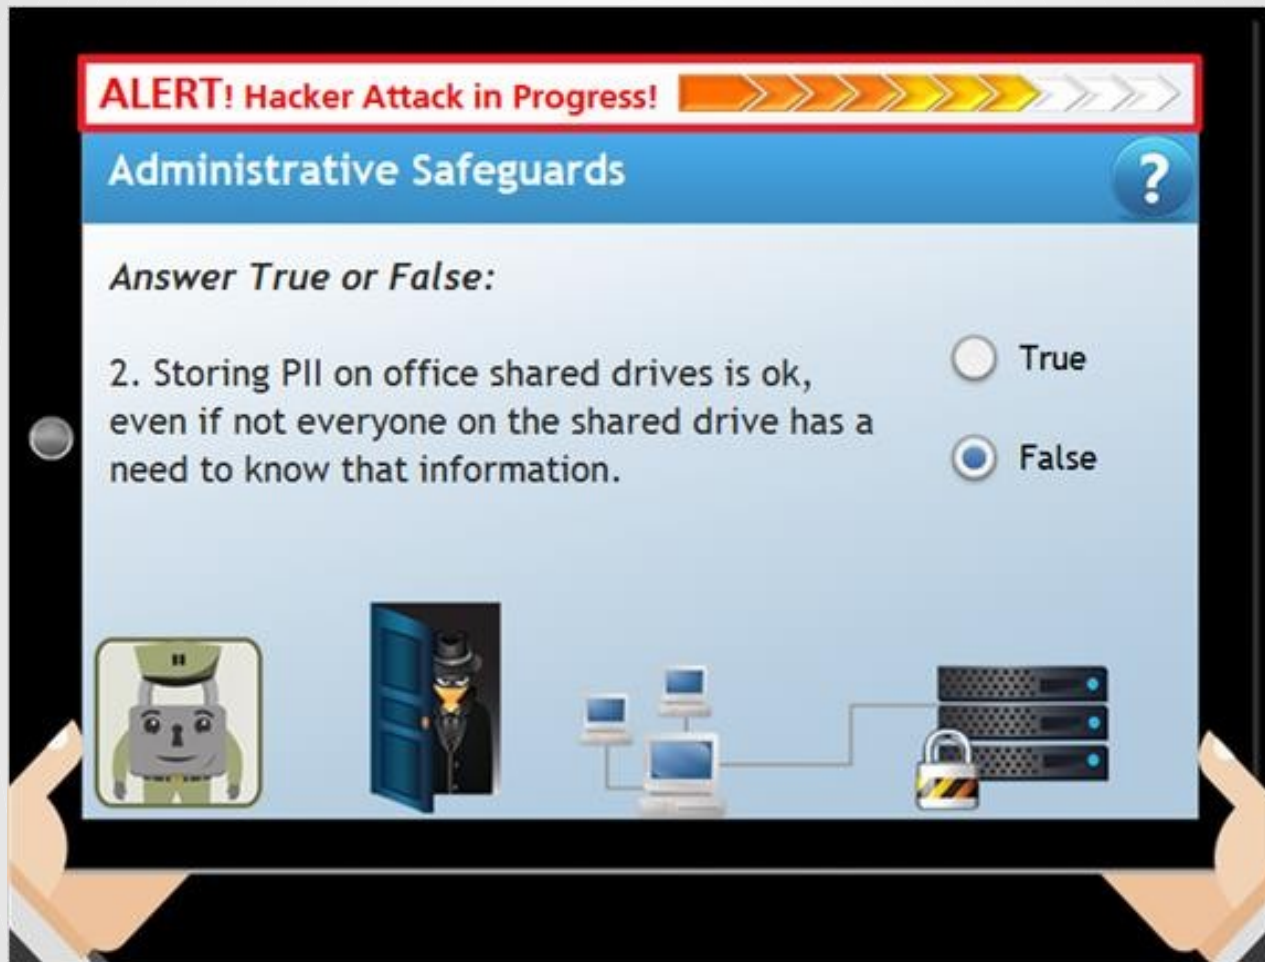 ALERT! Hacker Attack in Progress!
Administrative Safeguards
?
Answer True or False:
2. Storing PII on office shared drives is ok,
even if not everyone on the shared drive has a
need to know that information.
True
False